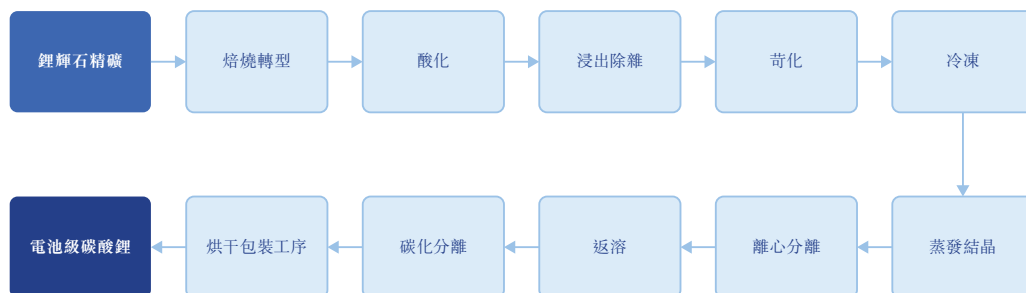 鋰輝石精礦
焙燒轉型
酸化
浸出除雜
苛化
冷凍
蒸發結晶
離心分離
返溶
碳化分離
烘干包裝工序
電池級碳酸鋰